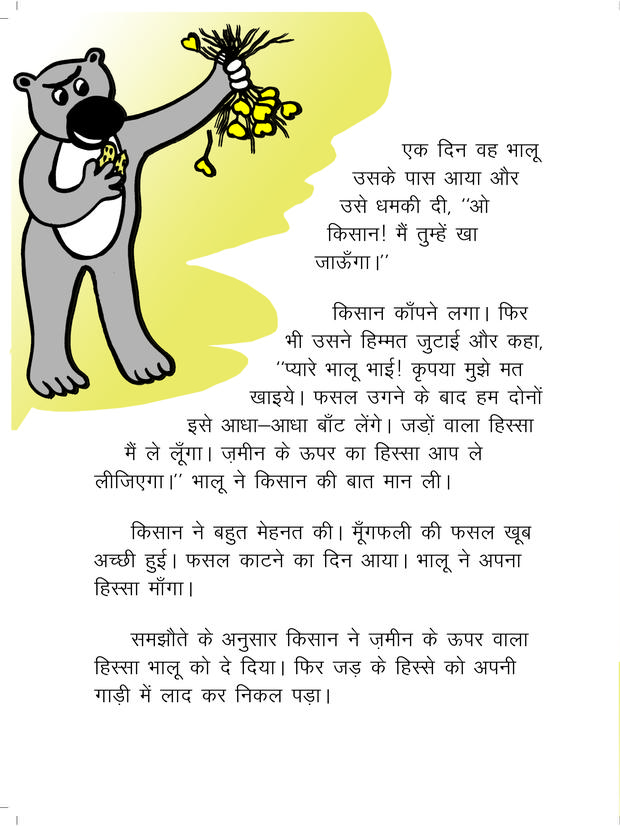 एक दिन वह भालू
उसके पास आया और
उसे धमकी दी, ''ओ
किसान! मैं तुम्हें खा
जाऊँगा।''
किसान काँपने लगा। फिर
भी उसने हिम्मत जुटाई और कहा,
''प्यारे भालू भाई! कृपया मुझे मत
खाइये। फसल उगने के बाद हम दोनों
इसे आधा–आधा बाँट लेंगे। जड़ों वाला हिस्सा
मैं ले लूँगा। ज़मीन के ऊपर का हिस्सा आप ले
लीजिएगा।'' भालू ने किसान की बात मान ली।
किसान ने बहुत मेहनत की। मूँगफली की फसल खूब
अच्छी हुई। फसल काटने का दिन आया। भालू ने अपना
हिस्सा माँगा।
समझौते के अनुसार किसान ने ज़मीन के ऊपर वाला
हिस्सा भालू को दे दिया। फिर जड़ के हिस्से को अपनी
गाड़ी में लाद कर निकल पड़ा।